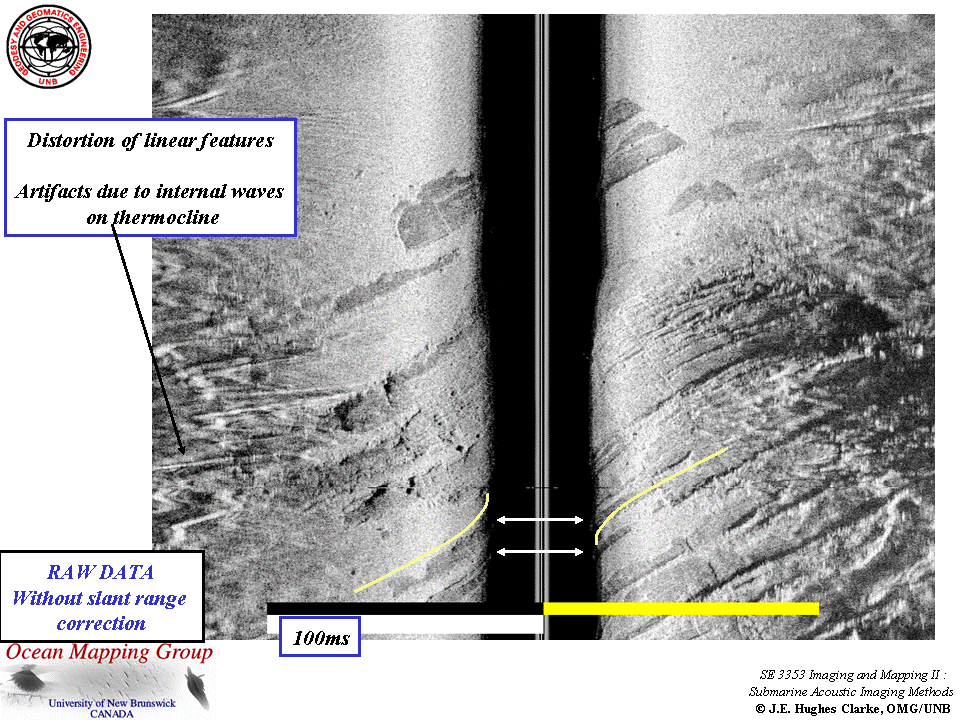 GEODESY AND GEOMATICS ENGINEERING
UNB
Distortion of linear features
Artifacts due to internal waves
on thermocline
RAW DATA
Without slant range
correction
100ms
Ocean Mapping Group
University of New Brunswick
CANADA
SE 3353 Imaging and Mapping II :
Submarine Acoustic Imaging Methods
© J.E. Hughes Clarke, OMG/UNB